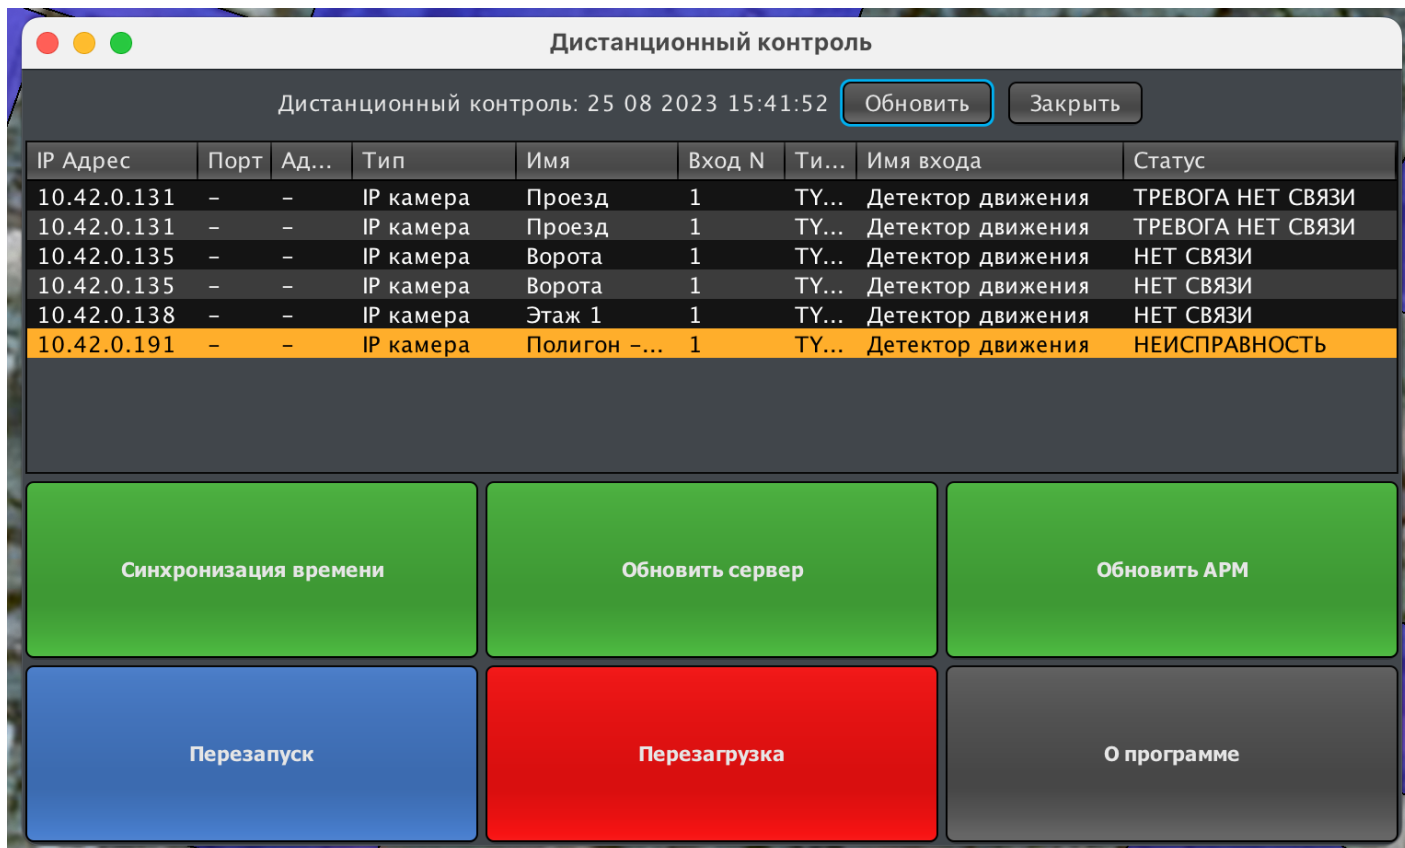 Дистанционный контроль
Дистанционный контроль: 25 08 2023 15:41:52 Обновить Закрыть
IP Адрес Порт Ад... Тип Имя Вход N Ти... Имя входа Статус
10.42.0.131 – – IP камера Проезд 1 TY... Детектор движения ТРЕВОГА НЕТ СВЯЗИ
10.42.0.131 – – IP камера Проезд 1 TY... Детектор движения ТРЕВОГА НЕТ СВЯЗИ
10.42.0.135 – – IP камера Ворота 1 TY... Детектор движения НЕТ СВЯЗИ
10.42.0.135 – – IP камера Ворота 1 TY... Детектор движения НЕТ СВЯЗИ
10.42.0.138 – – IP камера Этаж 1 1 TY... Детектор движения НЕТ СВЯЗИ
10.42.0.191 – – IP камера Полигон –... 1 TY... Детектор движения НЕИСПРАВНОСТЬ
Синхронизация времени Обновить сервер Обновить АРМ
Перезапуск Перезагрузка О программе